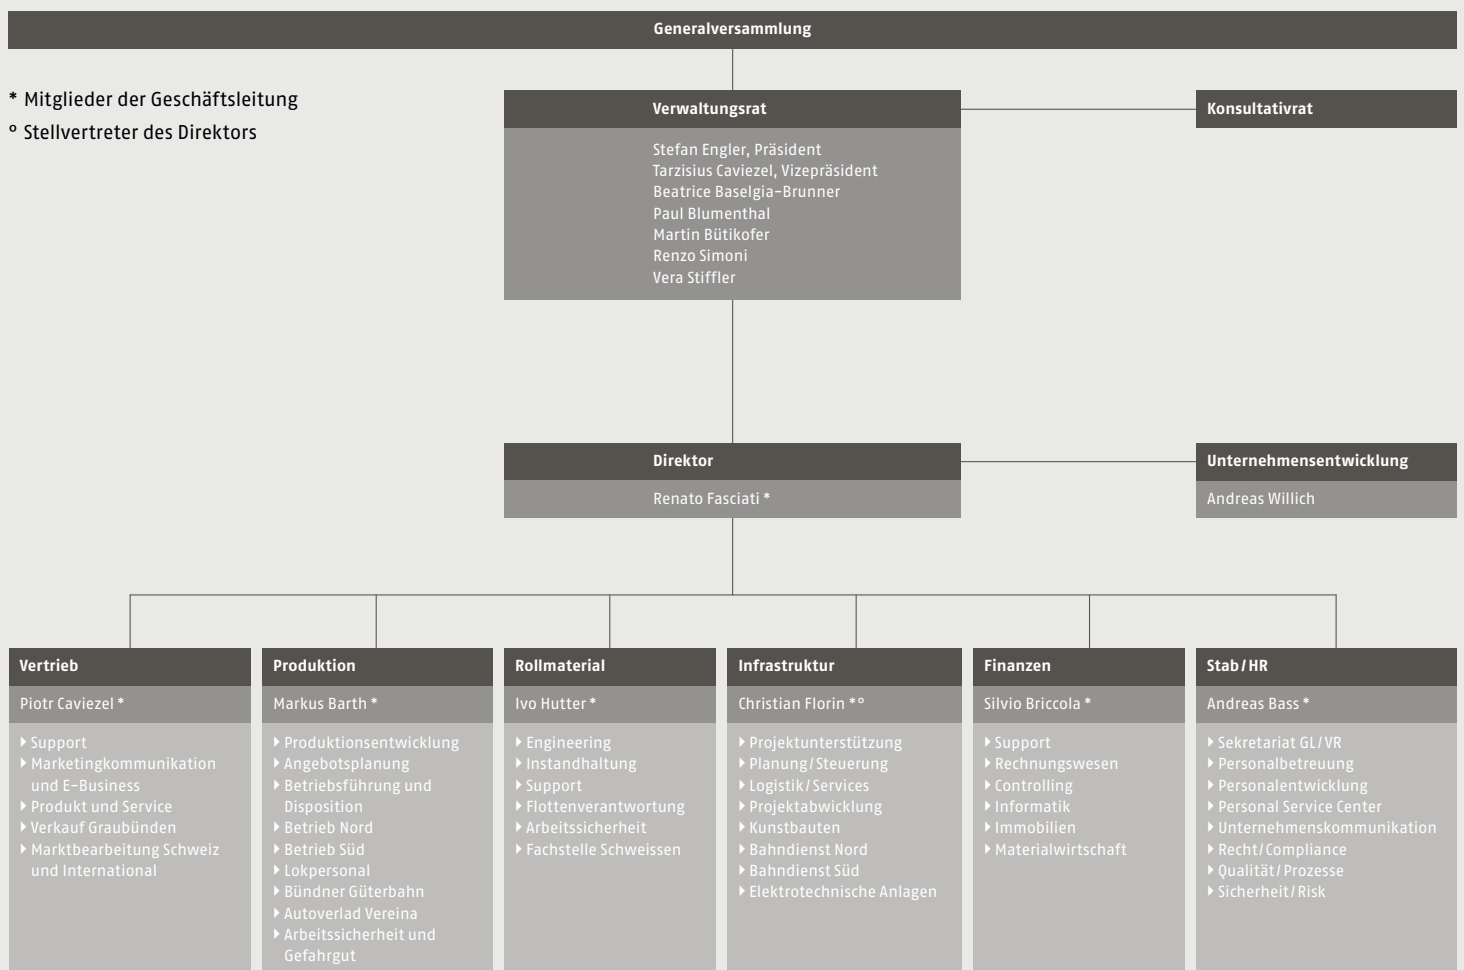 Generalversammlung
* Mitglieder der Geschäftsleitung
° Stellvertreter des Direktors
Verwaltungsrat
Stefan Engler, Präsident
Tarzisius Caviezel, Vizepräsident
Beatrice Baselgia-Brunner
Paul Blumenthal
Martin Bütikofer
Renzo Simoni
Vera Stiffler
Konsultativrat
Direktor
Renato Fasciati *
Unternehmensentwicklung
Andreas Willich
Vertrieb
Piotr Caviezel *
Support
Marketingkommunikation
und E-Business
Produkt und Service
Verkauf Graubünden
Marktbearbeitung Schweiz
und International
Produktion
Markus Barth *
Produktionsentwicklung
Angebotsplanung
Betriebsführung und
Disposition
Betrieb Nord
Betrieb Süd
Lokpersonal
Bündner Güterbahn
Autoverlad Vereina
Arbeitssicherheit und
Gefahrgut
Rollmaterial
Ivo Hutter *
Engineering
Instandhaltung
Support
Flottenverantwortung
Arbeitssicherheit
Fachstelle Schweissen
Infrastruktur
Christian Florin *°
Projektunterstützung
Planung/Steuerung
Logistik/Services
Projektabwicklung
Kunstbauten
Bahndienst Nord
Bahndienst Süd
Elektrotechnische Anlagen
Finanzen
Silvio Briccola *
Support
Rechnungswesen
Controlling
Informatik
Immobilien
Materialwirtschaft
Stab/HR
Andreas Bass *
Sekretariat GL/VR
Personalbetreuung
Personalentwicklung
Personal Service Center
Unternehmenskommunikation
Recht/Compliance
Qualität/Prozesse
Sicherheit/Risk